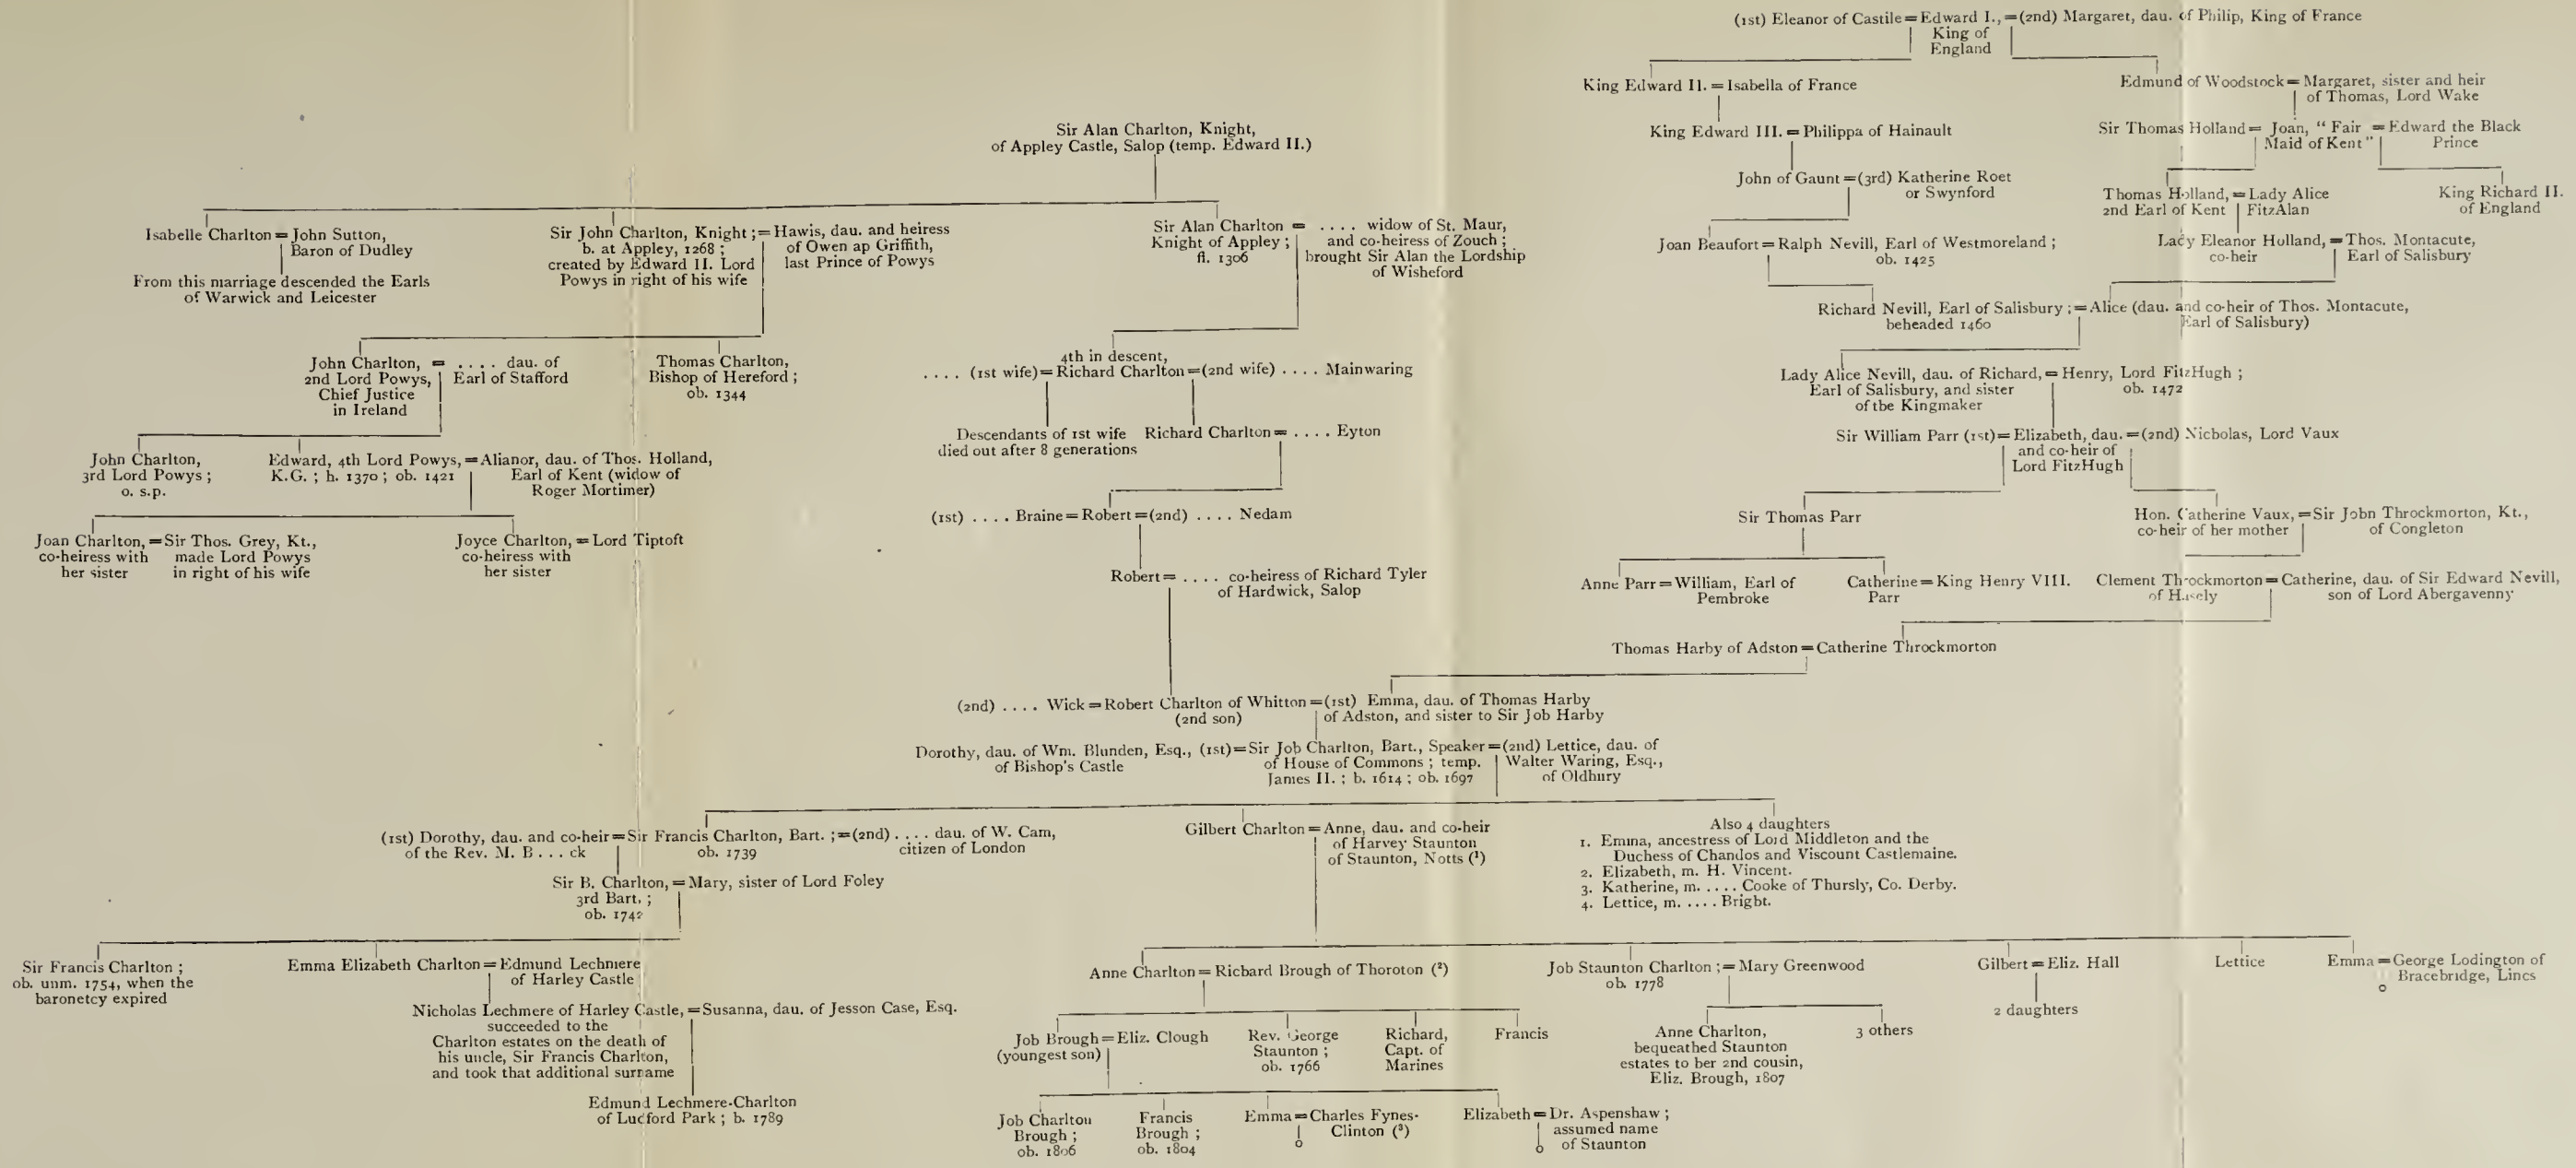 (1st) Eleanor of Castile = Edward I., = (2nd) Margaret, dau. of Philip, King of France
King of
England
King Edward II. = Isabella of France
Edmund of Woodstock = Margaret, sister and heir
of Thomas, Lord Wake
Sir Alan Charlton, Knight,
of Appley Castle, Salop (temp. Edward II.)
King Edward III. = Philippa of Hainault
Sir Thomas Holland = Joan, "Fair = Edward the Black
Maid of Kent" Prince
John of Gaunt = (3rd) Katherine Roet
or Swynford
Thomas Holland, = Lady Alice
2nd Earl of Kent FitzAlan
King Richard II.
of England
Isabelle Charlton = John Sutton,
Baron of Dudley
From this marriage descended the Earls
of Warwick and Leicester
Sir John Charlton, Knight ; = Hawis, dau. and heiress
b. at Appley, 1268 ; of Owen ap Griffith,
created by Edward II. Lord last Prince of Powys
Powys in right of his wife
Sir Alan Charlton = .... widow of St. Maur,
Knight of Appley ; and co-heiress of Zouch ;
fl. 1306 brought Sir Alan the Lordship
of Wisheford
Joan Beaufort = Ralph Nevill, Earl of Westmoreland ;
ob. 1425
Lady Eleanor Holland, = Thos. Montacute,
co-heir Earl of Salisbury
Richard Nevill, Earl of Salisbury ; = Alice (dau. and co-heir of Thos. Montacute,
beheaded 1460 Earl of Salisbury)
John Charlton, = .... dau. of
2nd Lord Powys, Earl of Stafford
Chief Justice
in Ireland
Thomas Charlton,
Bishop of Hereford ;
ob. 1344
4th in descent,
.... (1st wife) = Richard Charlton = (2nd wife) .... Mainwaring
Lady Alice Nevill, dau. of Richard, = Henry, Lord FitzHugh ;
Earl of Salisbury, and sister ob. 1472
of the Kingmaker
Descendants of 1st wife
died out after 8 generations
Richard Charlton = .... Eyton
Sir William Parr (1st) = Elizabeth, dau. = (2nd) Nicholas, Lord Vaux
and co-heir of
Lord FitzHugh
John Charlton,
3rd Lord Powys ;
o. s.p.
Edward, 4th Lord Powys, = Alianor, dau. of Thos. Holland,
K.G. ; h. 1370 ; ob. 1421 Earl of Kent (widow of
Roger Mortimer)
(1st) .... Braine = Robert = (2nd) .... Nedam
Sir Thomas Parr
Hon. Catherine Vaux, = Sir John Throckmorton, Kt.,
co-heir of her mother of Congleton
Joan Charlton, = Sir Thos. Grey, Kt.,
co-heiress with made Lord Powys
her sister in right of his wife
Joyce Charlton, = Lord Tiptoft
co-heiress with
her sister
Robert = .... co-heiress of Richard Tyler
of Hardwick, Salop
Anne Parr = William, Earl of
Pembroke
Catherine = King Henry VIII.
Parr
Clement Throckmorton = Catherine, dau. of Sir Edward Nevill,
of Hasely son of Lord Abergavenny
Thomas Harby of Adston = Catherine Throckmorton
(2nd) .... Wick = Robert Charlton of Whitton = (1st) Emma, dau. of Thomas Harby
(2nd son) of Adston, and sister to Sir Job Harby
Dorothy, dau. of Wm. Blunden, Esq., (1st) = Sir Job Charlton, Bart., Speaker = (2nd) Lettice, dau. of
of Bishop's Castle of House of Commons ; temp. Walter Waring, Esq.,
James II. ; b. 1614 ; ob. 1697 of Oldbury
(1st) Dorothy, dau. and co-heir = Sir Francis Charlton, Bart. ; = (2nd) .... dau. of W. Cam,
of the Rev. M. B...ck ob. 1739 citizen of London
Gilbert Charlton = Anne, dau. and co-heir
of Harvey Staunton
of Staunton, Notts (1)
Also 4 daughters
1. Emma, ancestress of Lord Middleton and the
Duchess of Chandos and Viscount Castlemaine.
2. Elizabeth, m. H. Vincent.
3. Katherine, m. .... Cooke of Thursly, Co. Derby.
4. Lettice, m. .... Bright.
Sir B. Charlton, = Mary, sister of Lord Foley
3rd Bart. ;
ob. 1742
Sir Francis Charlton ;
ob. unm. 1754, when the
baronetcy expired
Emma Elizabeth Charlton = Edmund Lechmere
of Harley Castle
Anne Charlton = Richard Brough of Thoroton (2)
Job Staunton Charlton ; = Mary Greenwood
ob. 1778
Gilbert = Eliz. Hall
2 daughters
Lettice
Emma = George Lodington of
Bracebridge, Lincs
Nicholas Lechmere of Harley Castle, = Susanna, dau. of Jesson Case, Esq.
succeeded to the
Charlton estates on the death of
his uncle, Sir Francis Charlton,
and took that additional surname
Job Brough = Eliz. Clough
(youngest son)
Rev. George
Staunton ;
ob. 1766
Richard,
Capt. of
Marines
Francis
Anne Charlton,
bequeathed Staunton
estates to her 2nd cousin,
Eliz. Brough, 1807
3 others
Edmund Lechmere-Charlton
of Ludford Park ; b. 1789
Job Charlton
Brough ;
ob. 1806
Francis
Brough ;
ob. 1804
Emma = Charles Fynes-
Clinton (3)
Elizabeth = Dr. Aspenshaw ;
assumed name
of Staunton